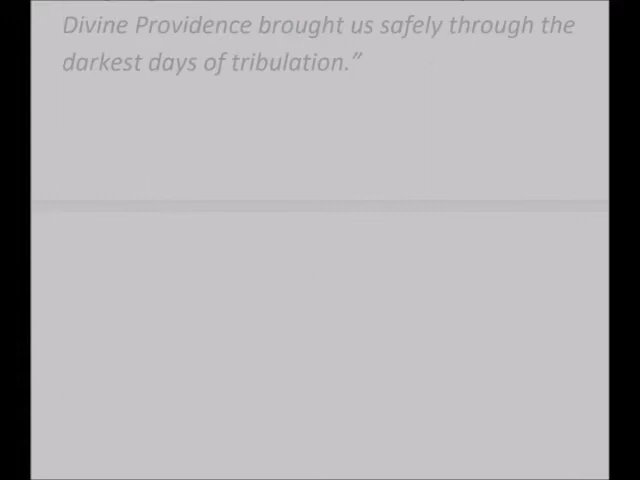 Divine Providence brought us safely through the
darkest days of tribulation.”